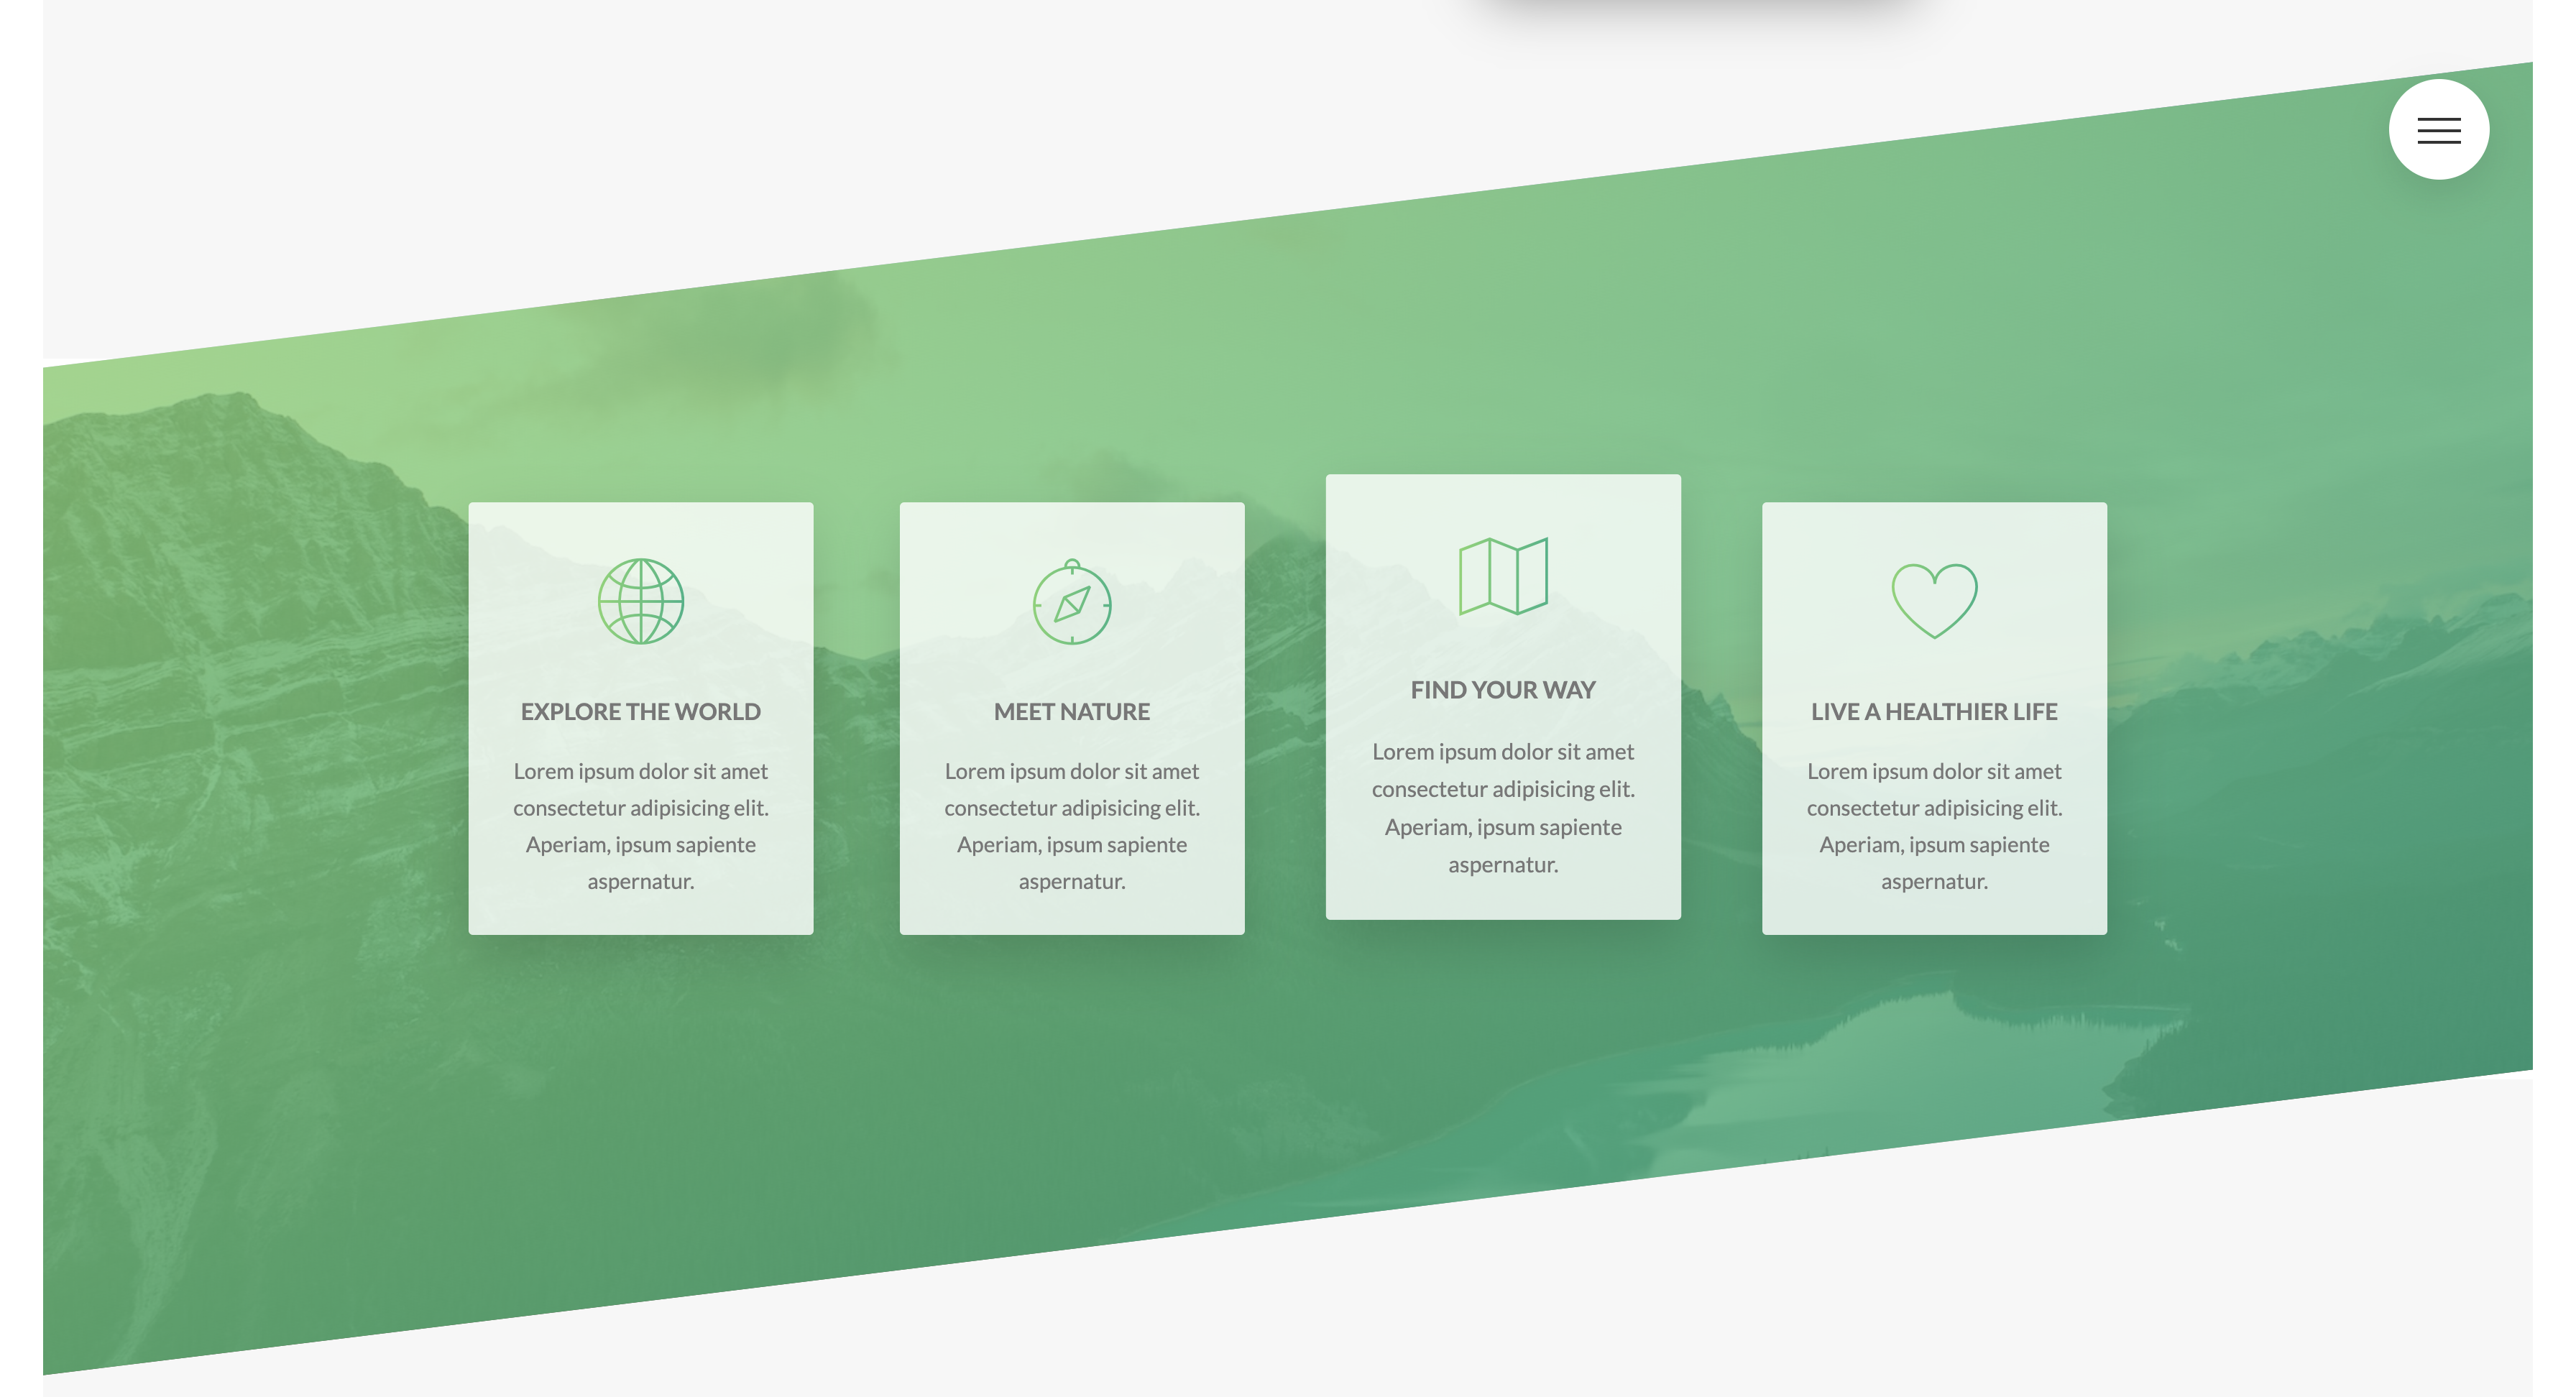 EXPLORE THE WORLD
Lorem ipsum dolor sit amet
consectetur adipisicing elit.
Aperiam, ipsum sapiente
aspernatur.
MEET NATURE
Lorem ipsum dolor sit amet
consectetur adipisicing elit.
Aperiam, ipsum sapiente
aspernatur.
FIND YOUR WAY
Lorem ipsum dolor sit amet
consectetur adipisicing elit.
Aperiam, ipsum sapiente
aspernatur.
LIVE A HEALTHIER LIFE
Lorem ipsum dolor sit amet
consectetur adipisicing elit.
Aperiam, ipsum sapiente
aspernatur.